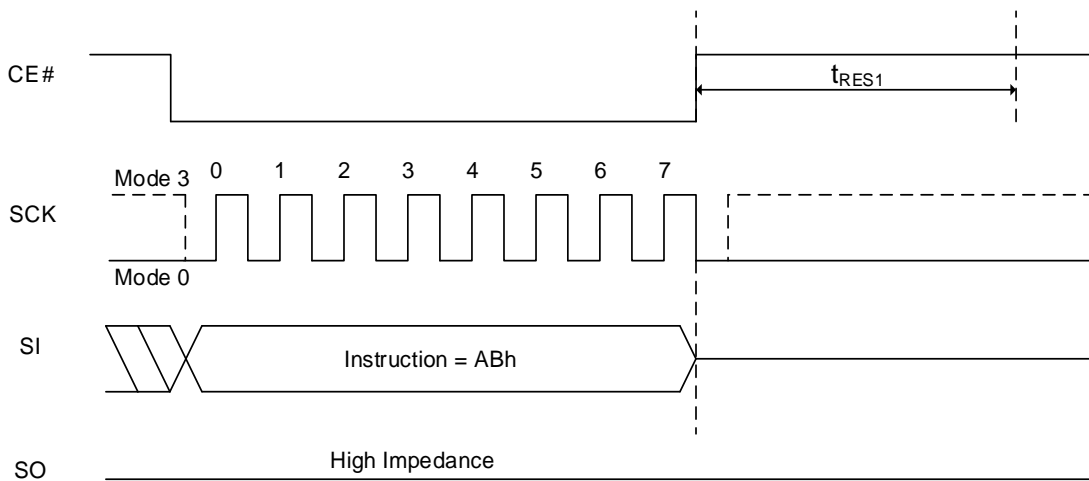 CE#
tRES1
0 1 2 3 4 5 6 7
Mode 3
SCK
Mode 0
SI
Instruction = ABh
High Impedance
SO